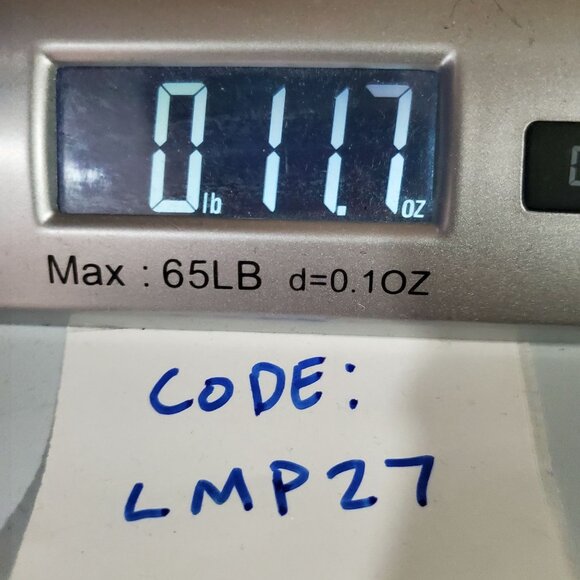 0 lb 11.7 oz
Max : 65LB d=0.1OZ
CODE:
LMP27